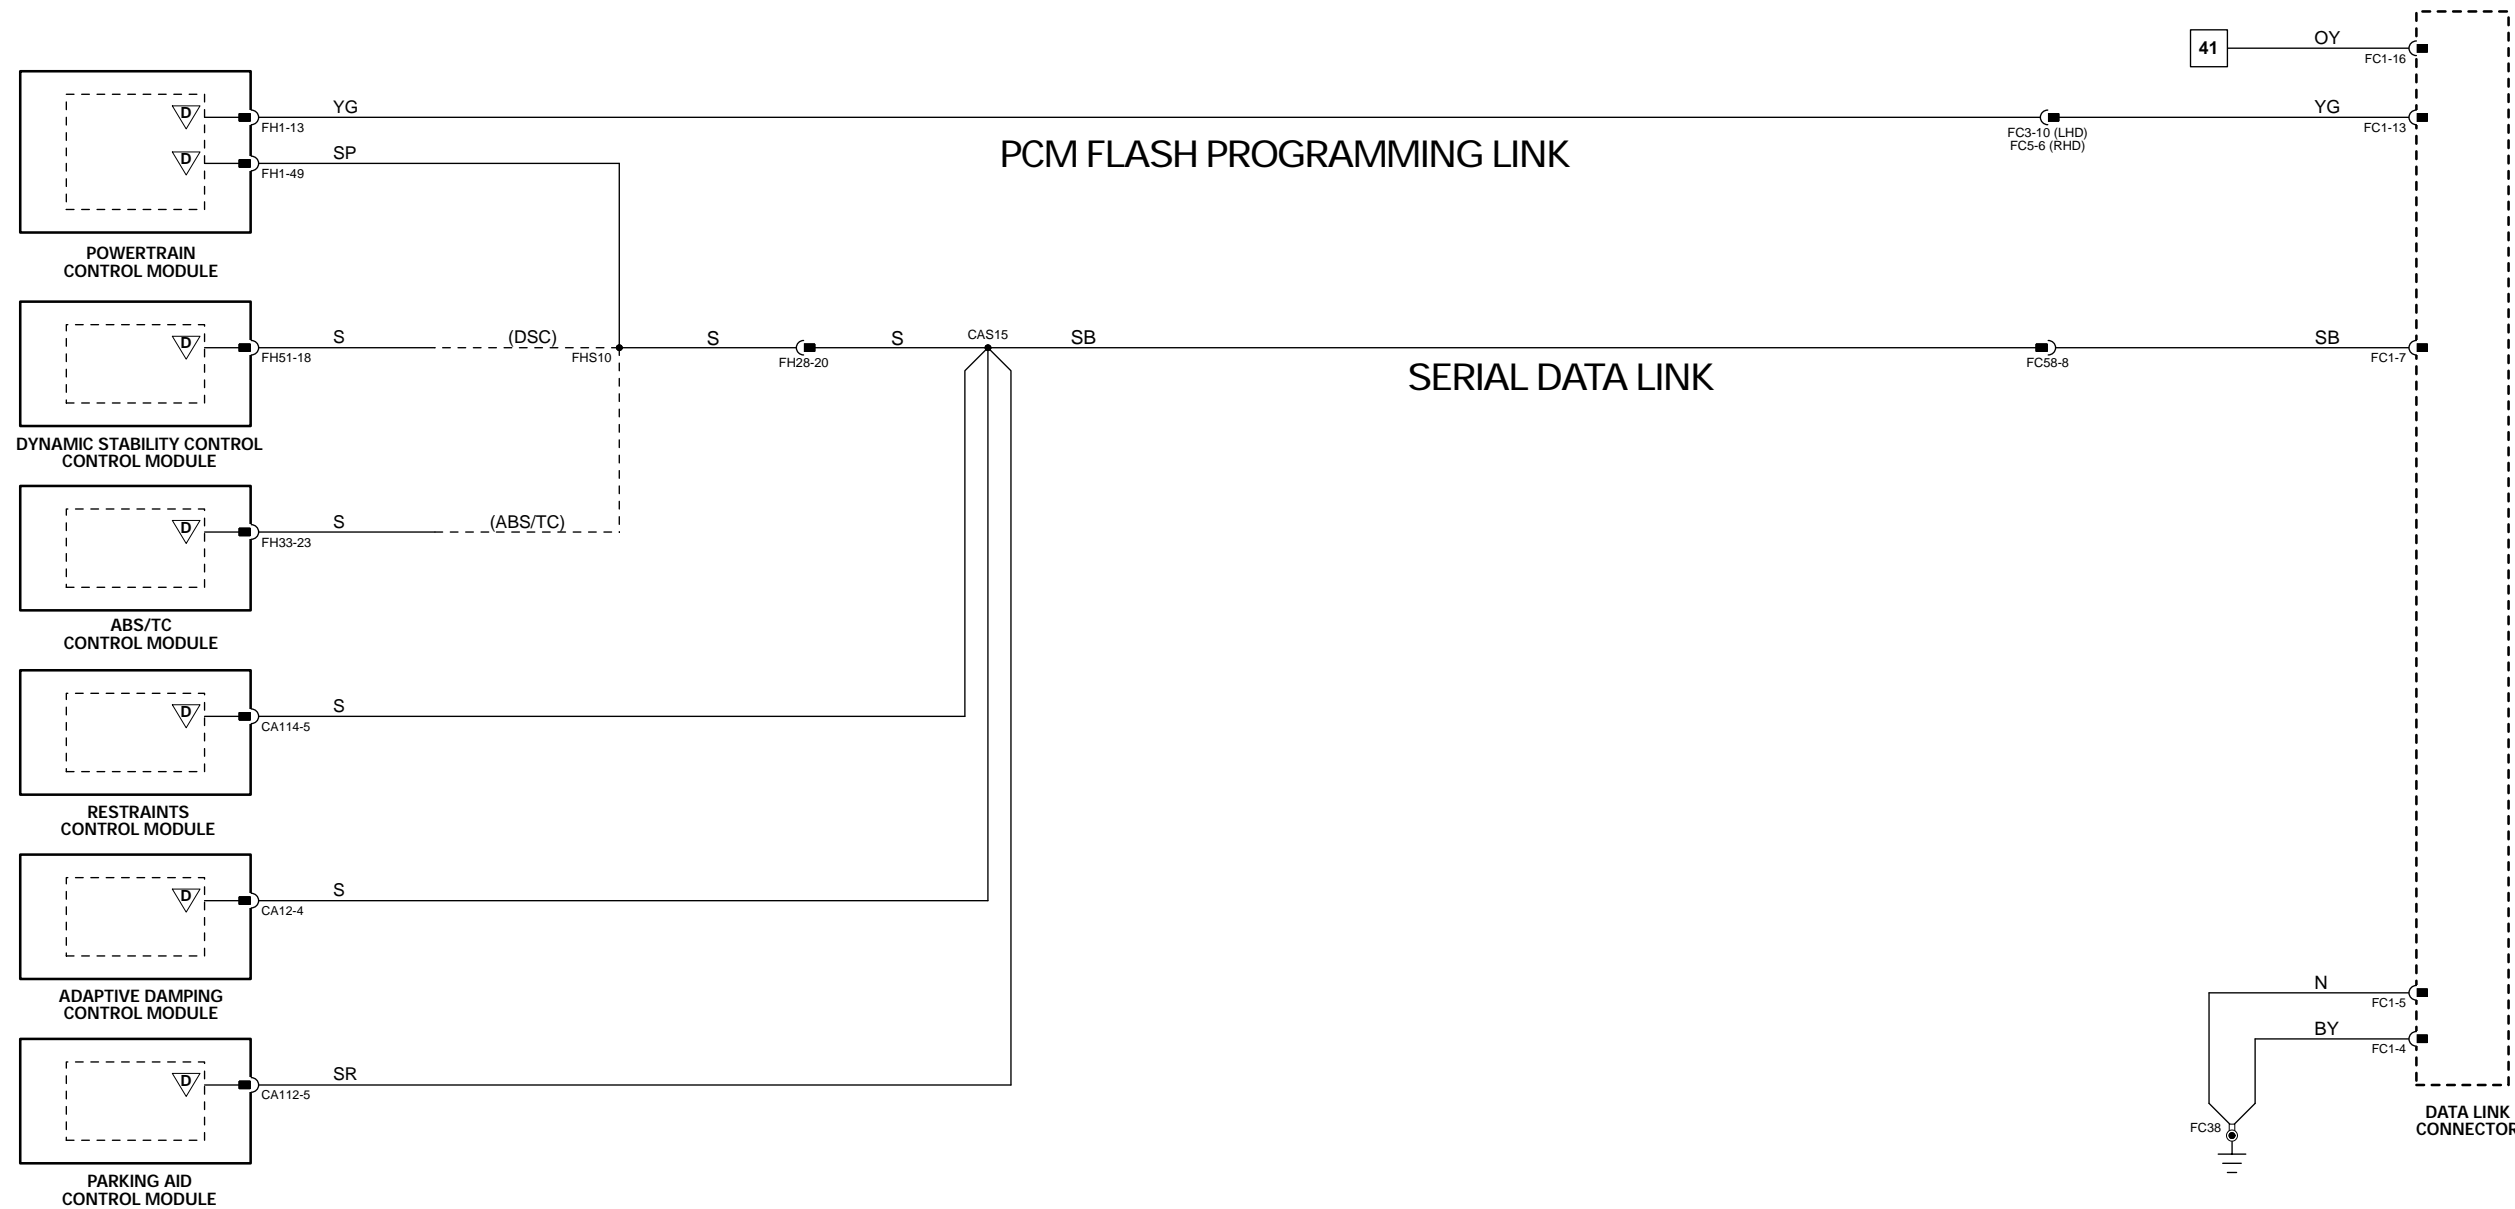 41
OY
FC1-16
D
YG
FH1-13
FC3-10 (LHD)
FC5-6 (RHD)
YG
FC1-13
PCM FLASH PROGRAMMING LINK
D
SP
FH1-49
POWERTRAIN
CONTROL MODULE
D
S
FH51-18
(DSC)
FHS10
S
FH28-20
S
CAS15
SB
SERIAL DATA LINK
FC58-8
SB
FC1-7
DYNAMIC STABILITY CONTROL
CONTROL MODULE
D
S
FH33-23
(ABS/TC)
ABS/TC
CONTROL MODULE
D
S
CA114-5
RESTRAINTS
CONTROL MODULE
D
S
CA12-4
ADAPTIVE DAMPING
CONTROL MODULE
N
FC1-5
BY
FC1-4
D
SR
CA112-5
PARKING AID
CONTROL MODULE
FC38
DATA LINK
CONNECTOR